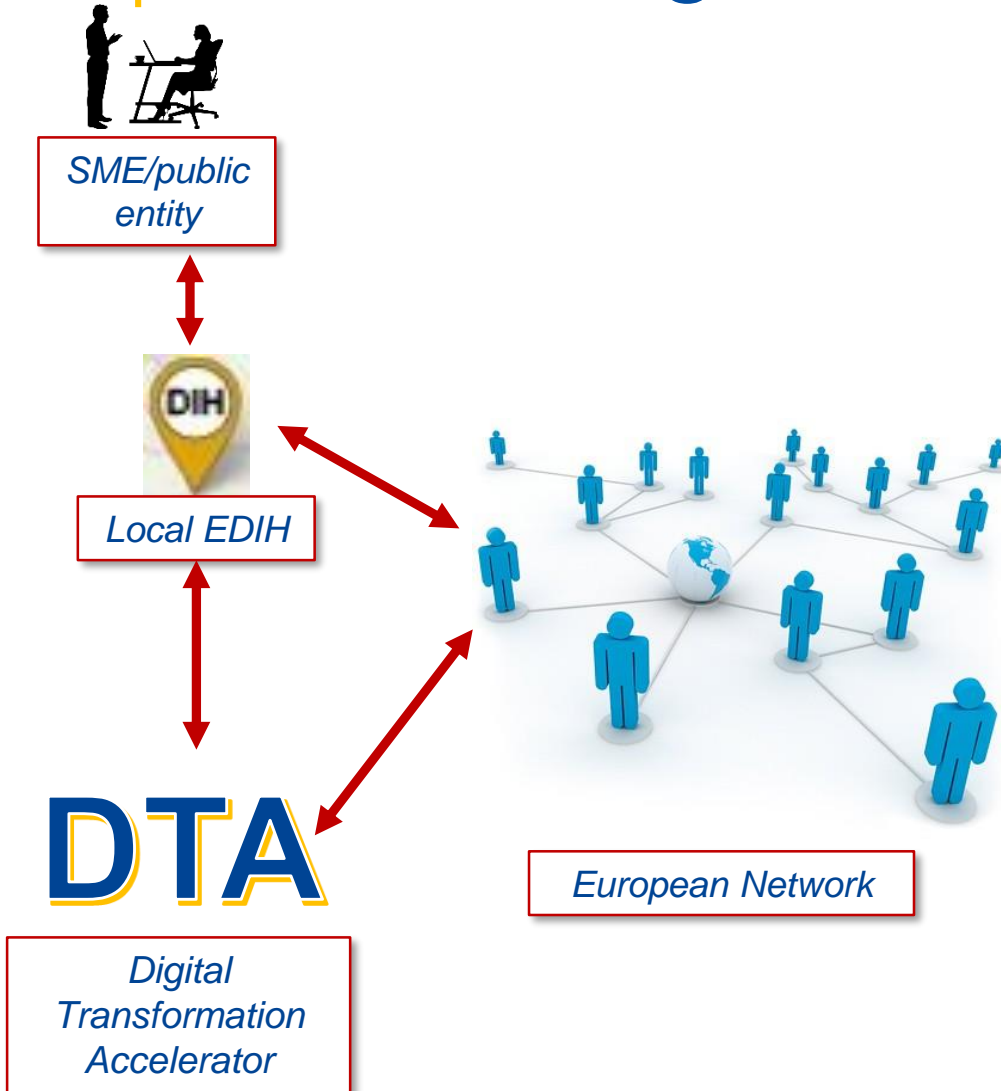 SME/public
entity
DIH
Local EDIH
DTA
European Network
Digital
Transformation
Accelerator